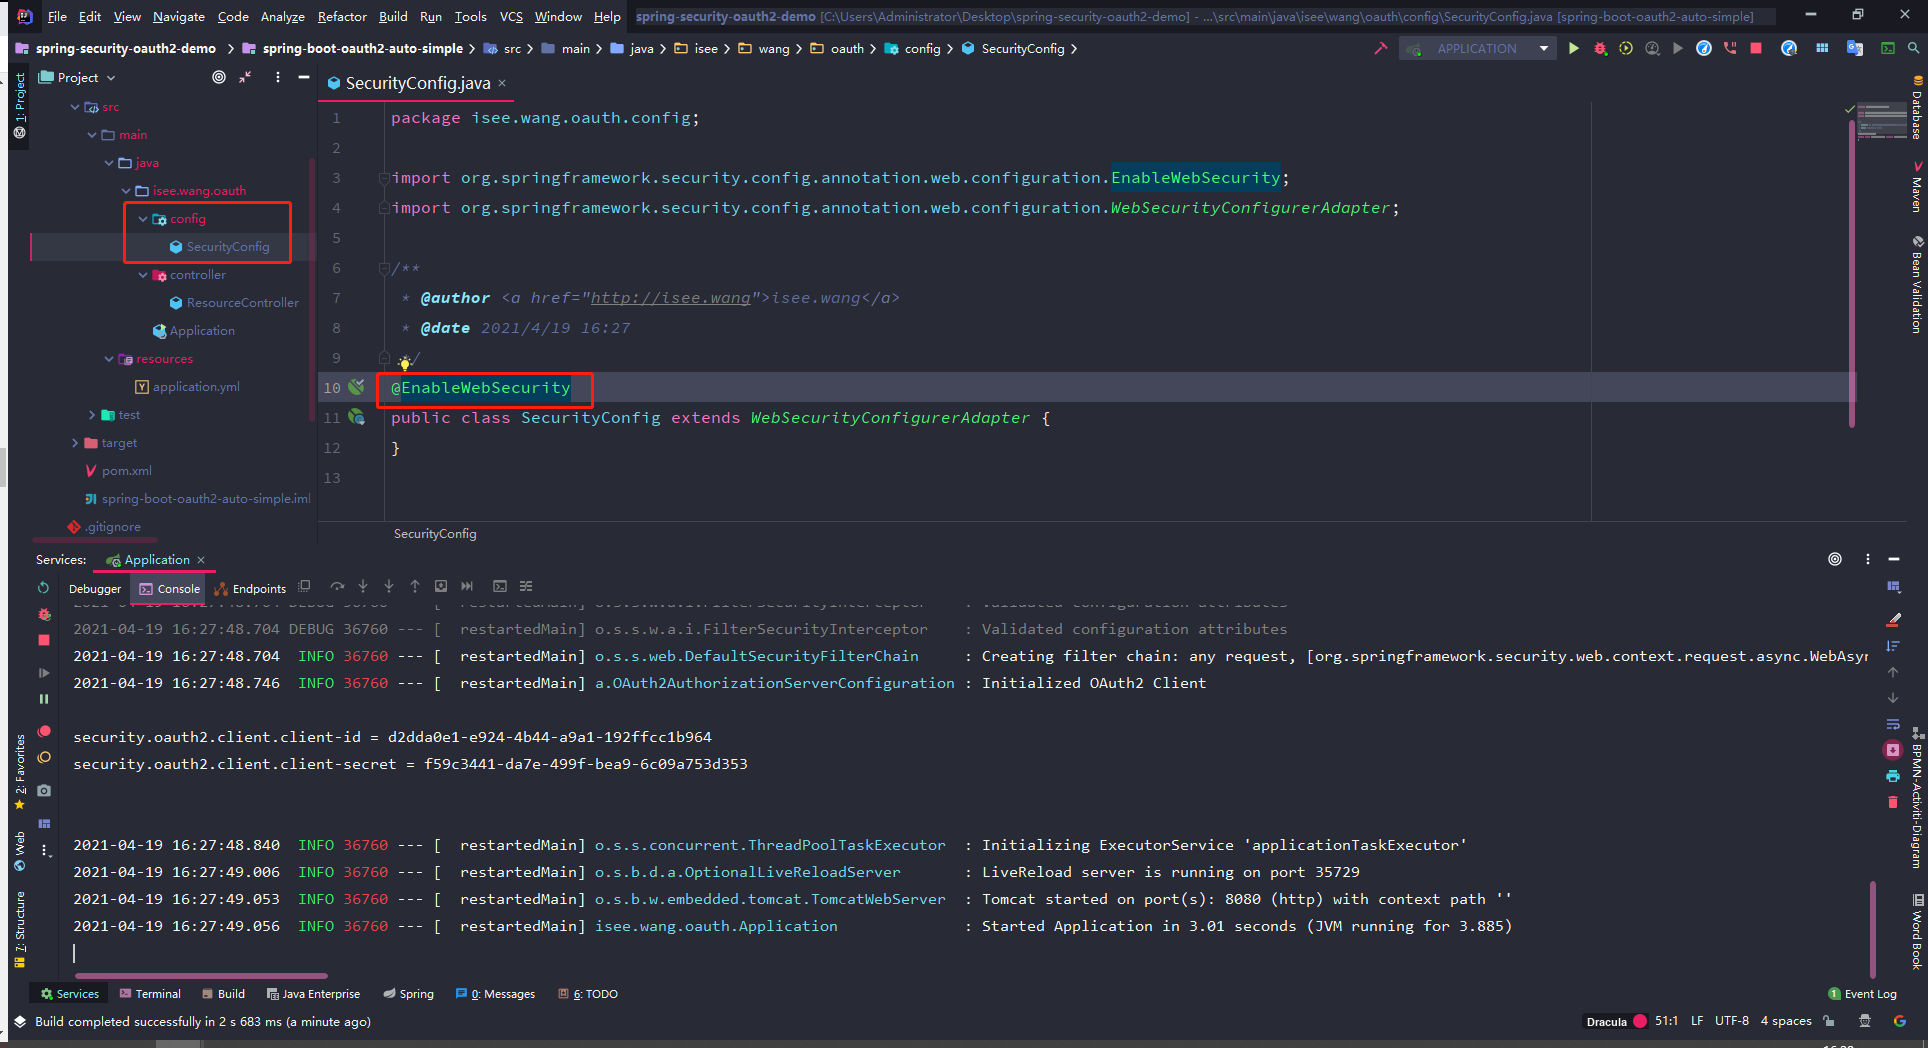 File Edit View Navigate Code Analyze Refactor Build Run Tools VCS Window Help spring-security-oauth2-demo [C:\Users\Administrator\Desktop\spring-security-oauth2-demo] - ...\src\main\java\isee\wang\oauth\config\SecurityConfig.java [spring-boot-oauth2-auto-simple]
spring-security-oauth2-demo spring-boot-oauth2-auto-simple src main java isee wang oauth config SecurityConfig APPLICATION
1: Project
Project
src
main
java
isee.wang.oauth
config
SecurityConfig
controller
ResourceController
Application
resources
application.yml
test
target
pom.xml
spring-boot-oauth2-auto-simple.iml
.gitignore
SecurityConfig.java
1 package isee.wang.oauth.config;
2
3 import org.springframework.security.config.annotation.web.configuration.EnableWebSecurity;
4 import org.springframework.security.config.annotation.web.configuration.WebSecurityConfigurerAdapter;
5
6 /**
7 * @author <a href="http://isee.wang">isee.wang</a>
8 * @date 2021/4/19 16:27
9 /
10 @EnableWebSecurity
11 public class SecurityConfig extends WebSecurityConfigurerAdapter {
12 }
13
SecurityConfig
Database
Maven
Bean Validation
Services: Application
Debugger Console Endpoints
2021-04-19 16:27:48.704 DEBUG 36760 --- [ restartedMain] o.s.s.w.a.i.FilterSecurityInterceptor : Validated configuration attributes
2021-04-19 16:27:48.704 DEBUG 36760 --- [ restartedMain] o.s.s.w.a.i.FilterSecurityInterceptor : Validated configuration attributes
2021-04-19 16:27:48.704 INFO 36760 --- [ restartedMain] o.s.s.web.DefaultSecurityFilterChain : Creating filter chain: any request, [org.springframework.security.web.context.request.async.WebAsyn
2021-04-19 16:27:48.746 INFO 36760 --- [ restartedMain] a.OAuth2AuthorizationServerConfiguration : Initialized OAuth2 Client
security.oauth2.client.client-id = d2dda0e1-e924-4b44-a9a1-192ffcc1b964
security.oauth2.client.client-secret = f59c3441-da7e-499f-bea9-6c09a753d353
2021-04-19 16:27:48.840 INFO 36760 --- [ restartedMain] o.s.s.concurrent.ThreadPoolTaskExecutor : Initializing ExecutorService 'applicationTaskExecutor'
2021-04-19 16:27:49.006 INFO 36760 --- [ restartedMain] o.s.b.d.a.OptionalLiveReloadServer : LiveReload server is running on port 35729
2021-04-19 16:27:49.053 INFO 36760 --- [ restartedMain] o.s.b.w.embedded.tomcat.TomcatWebServer : Tomcat started on port(s): 8080 (http) with context path ''
2021-04-19 16:27:49.056 INFO 36760 --- [ restartedMain] isee.wang.oauth.Application : Started Application in 3.01 seconds (JVM running for 3.885)
2: Favorites
Web
7: Structure
BPMN-Activiti-Diagram
Word Book
Services Terminal Build Java Enterprise Spring 0: Messages 6: TODO 1 Event Log
Build completed successfully in 2 s 683 ms (a minute ago) Dracula 51:1 LF UTF-8 4 spaces